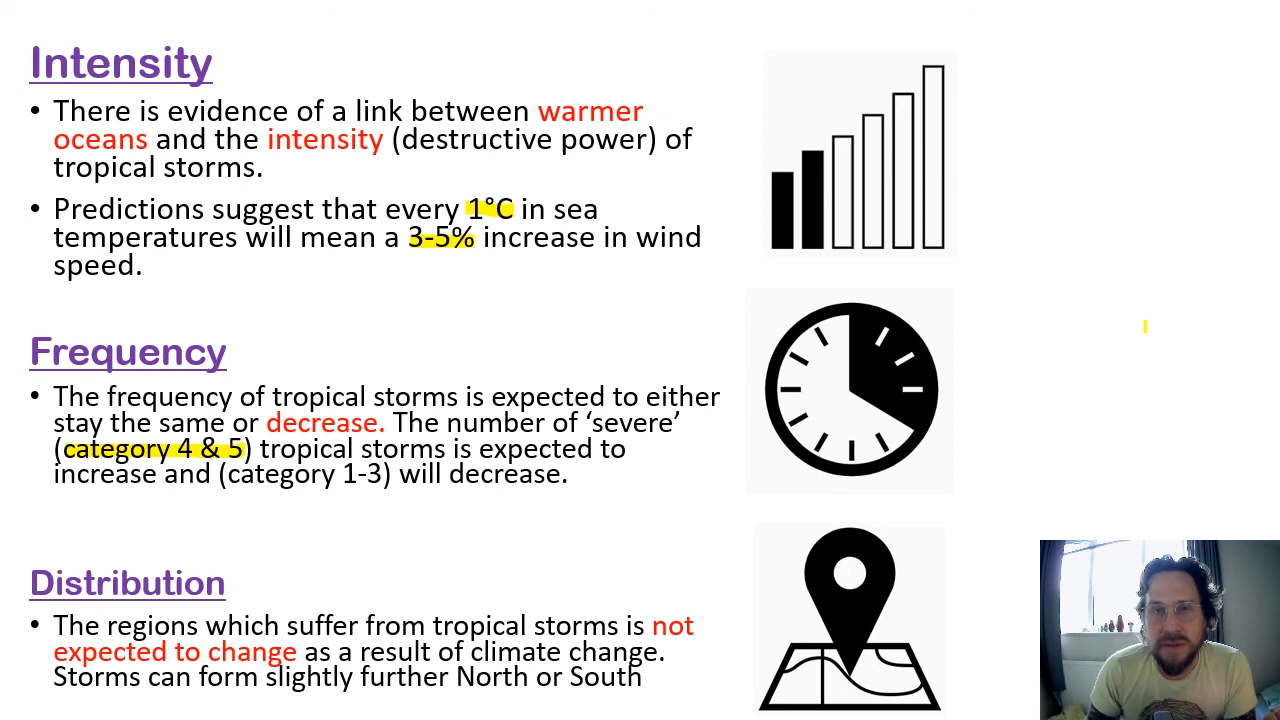 Intensity
• There is evidence of a link between warmer
oceans and the intensity (destructive power) of
tropical storms.
• Predictions suggest that every 1°C in sea
temperatures will mean a 3-5% increase in wind
speed.
Frequency
• The frequency of tropical storms is expected to either
stay the same or decrease. The number of ‘severe’
(category 4 & 5) tropical storms is expected to
increase and (category 1-3) will decrease.
Distribution
• The regions which suffer from tropical storms is not
expected to change as a result of climate change.
Storms can form slightly further North or South